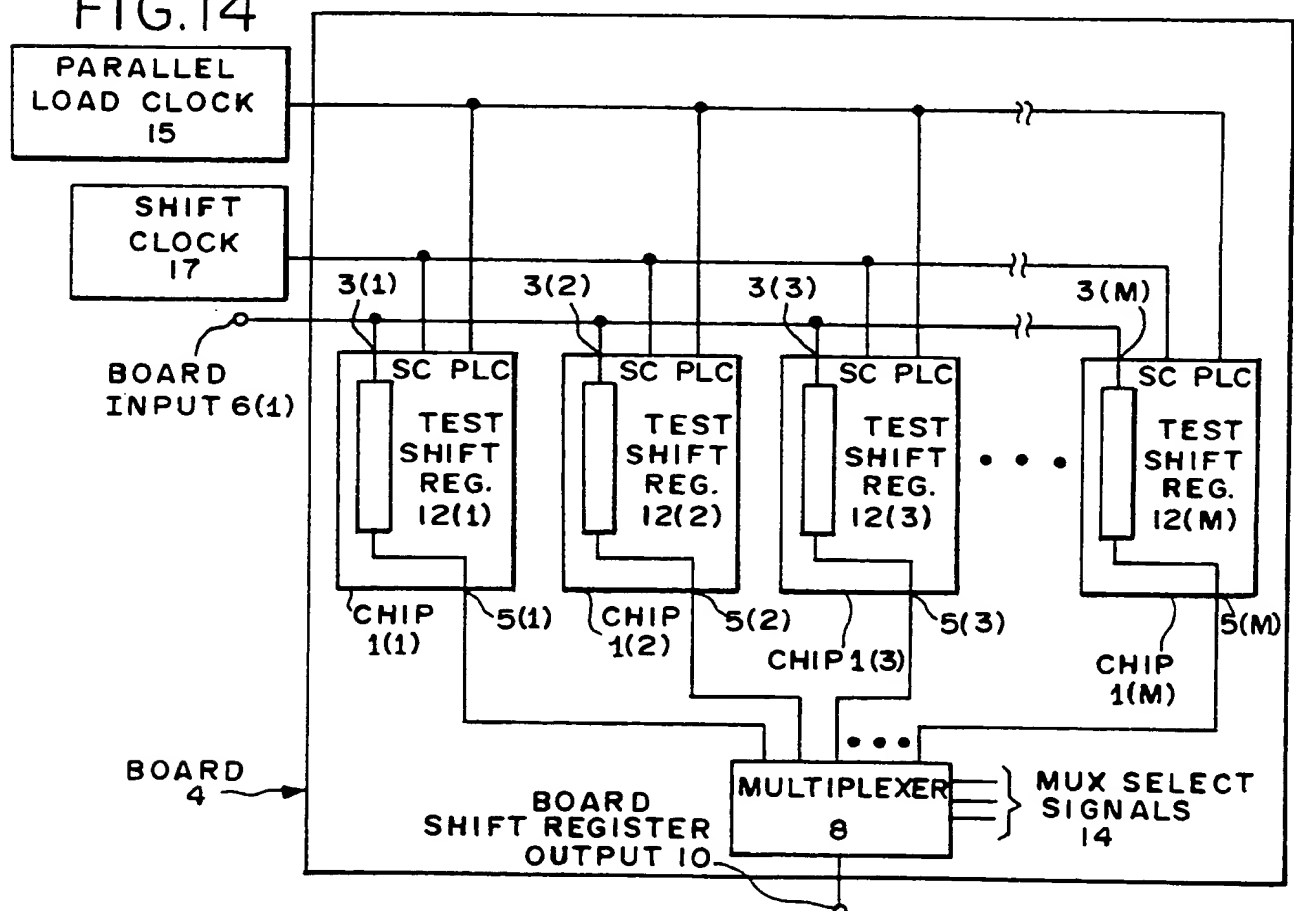 FIG.14
PARALLEL
LOAD CLOCK
15
SHIFT
CLOCK
17
3(1)
3(2)
3(3)
3(M)
BOARD
INPUT 6(1)
SC PLC
TEST
SHIFT
REG.
12(1)
SC PLC
TEST
SHIFT
REG.
12(2)
SC PLC
TEST
SHIFT
REG.
12(3)
SC PLC
TEST
SHIFT
REG.
12(M)
CHIP
1(1)
5(1)
CHIP
1(2)
5(2)
CHIP 1(3)
5(3)
CHIP
1(M)
5(M)
BOARD
4
BOARD
SHIFT REGISTER
OUTPUT 10
MULTIPLEXER
8
MUX SELECT
SIGNALS
14